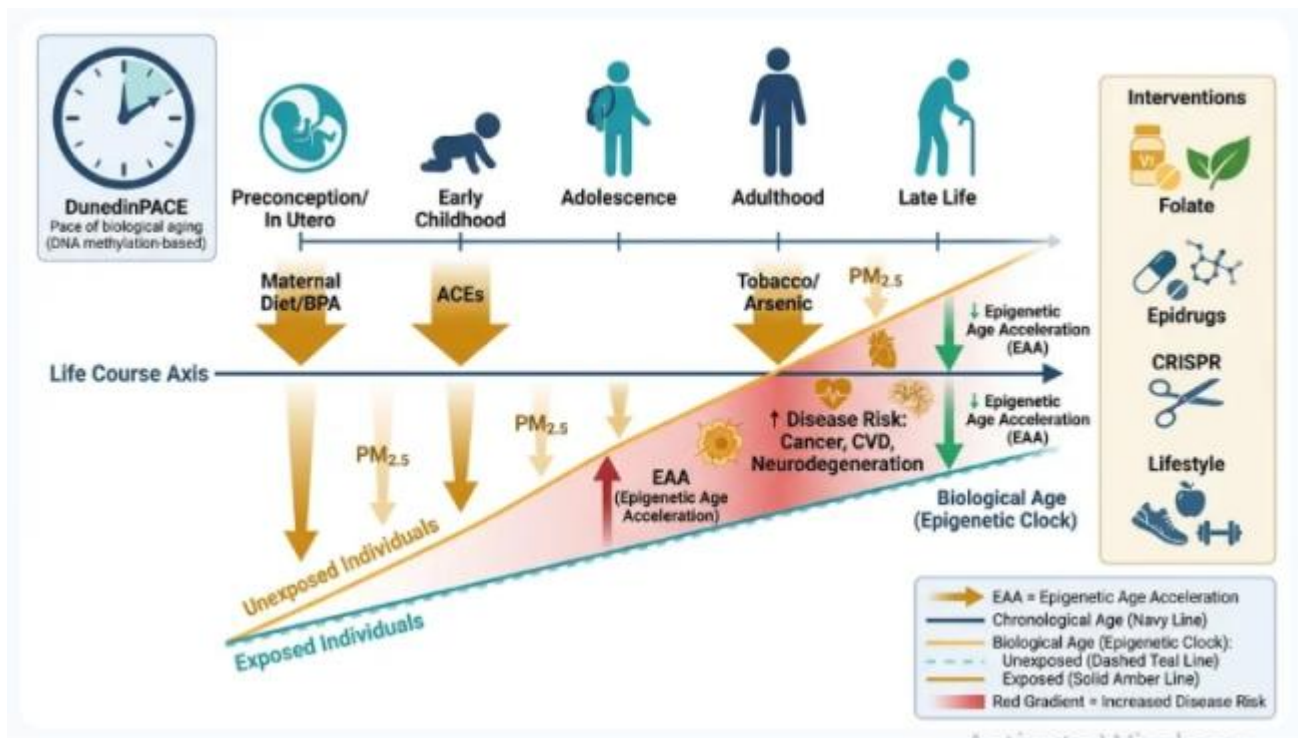 DunedinPACE
Pace of biological aging
(DNA methylation-based)
Preconception/
In Utero
Early
Childhood
Adolescence
Adulthood
Late Life
Interventions
Vi
Folate
Epidrugs
CRISPR
Lifestyle
Maternal
Diet/BPA
ACEs
Tobacco/
Arsenic
PM2.5
↓ Epigenetic
Age Acceleration
(EAA)
Life Course Axis
PM2.5
PM2.5
↓ Epigenetic
Age Acceleration
(EAA)
↑ Disease Risk:
Cancer, CVD,
Neurodegeneration
EAA
(Epigenetic Age
Acceleration)
Biological Age
(Epigenetic Clock)
Unexposed Individuals
Exposed Individuals
EAA = Epigenetic Age Acceleration
Chronological Age (Navy Line)
Biological Age (Epigenetic Clock):
Unexposed (Dashed Teal Line)
Exposed (Solid Amber Line)
Red Gradient = Increased Disease Risk